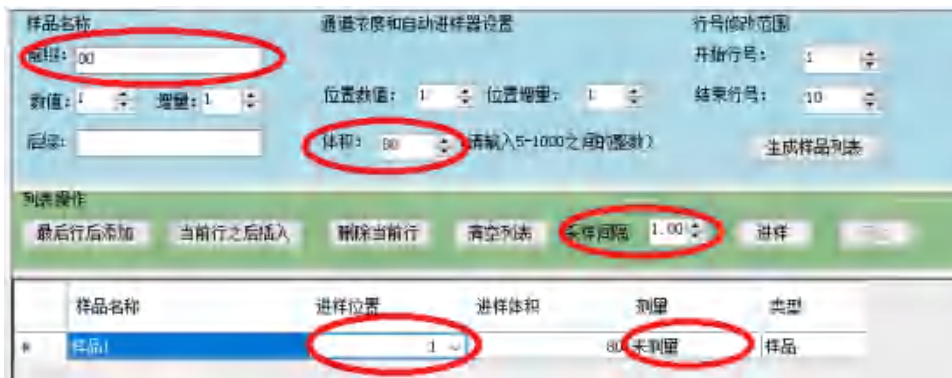 样品名称 通道浓度和自动进样器设置 行号修改范围
前缀: 00 开始行号: 1
数值: 1 增量: 1 位置数值: 1 位置增量: 1 结束行号: 10
后缀: 体积: 80 (请输入5-1000之间的整数) 生成样品列表
列表操作
最后行后添加 当前行之后插入 删除当前行 清空列表 采样间隔 1.00 进样
样品名称 进样位置 进样体积 测量 类型
样品1 1 80 未测量 样品